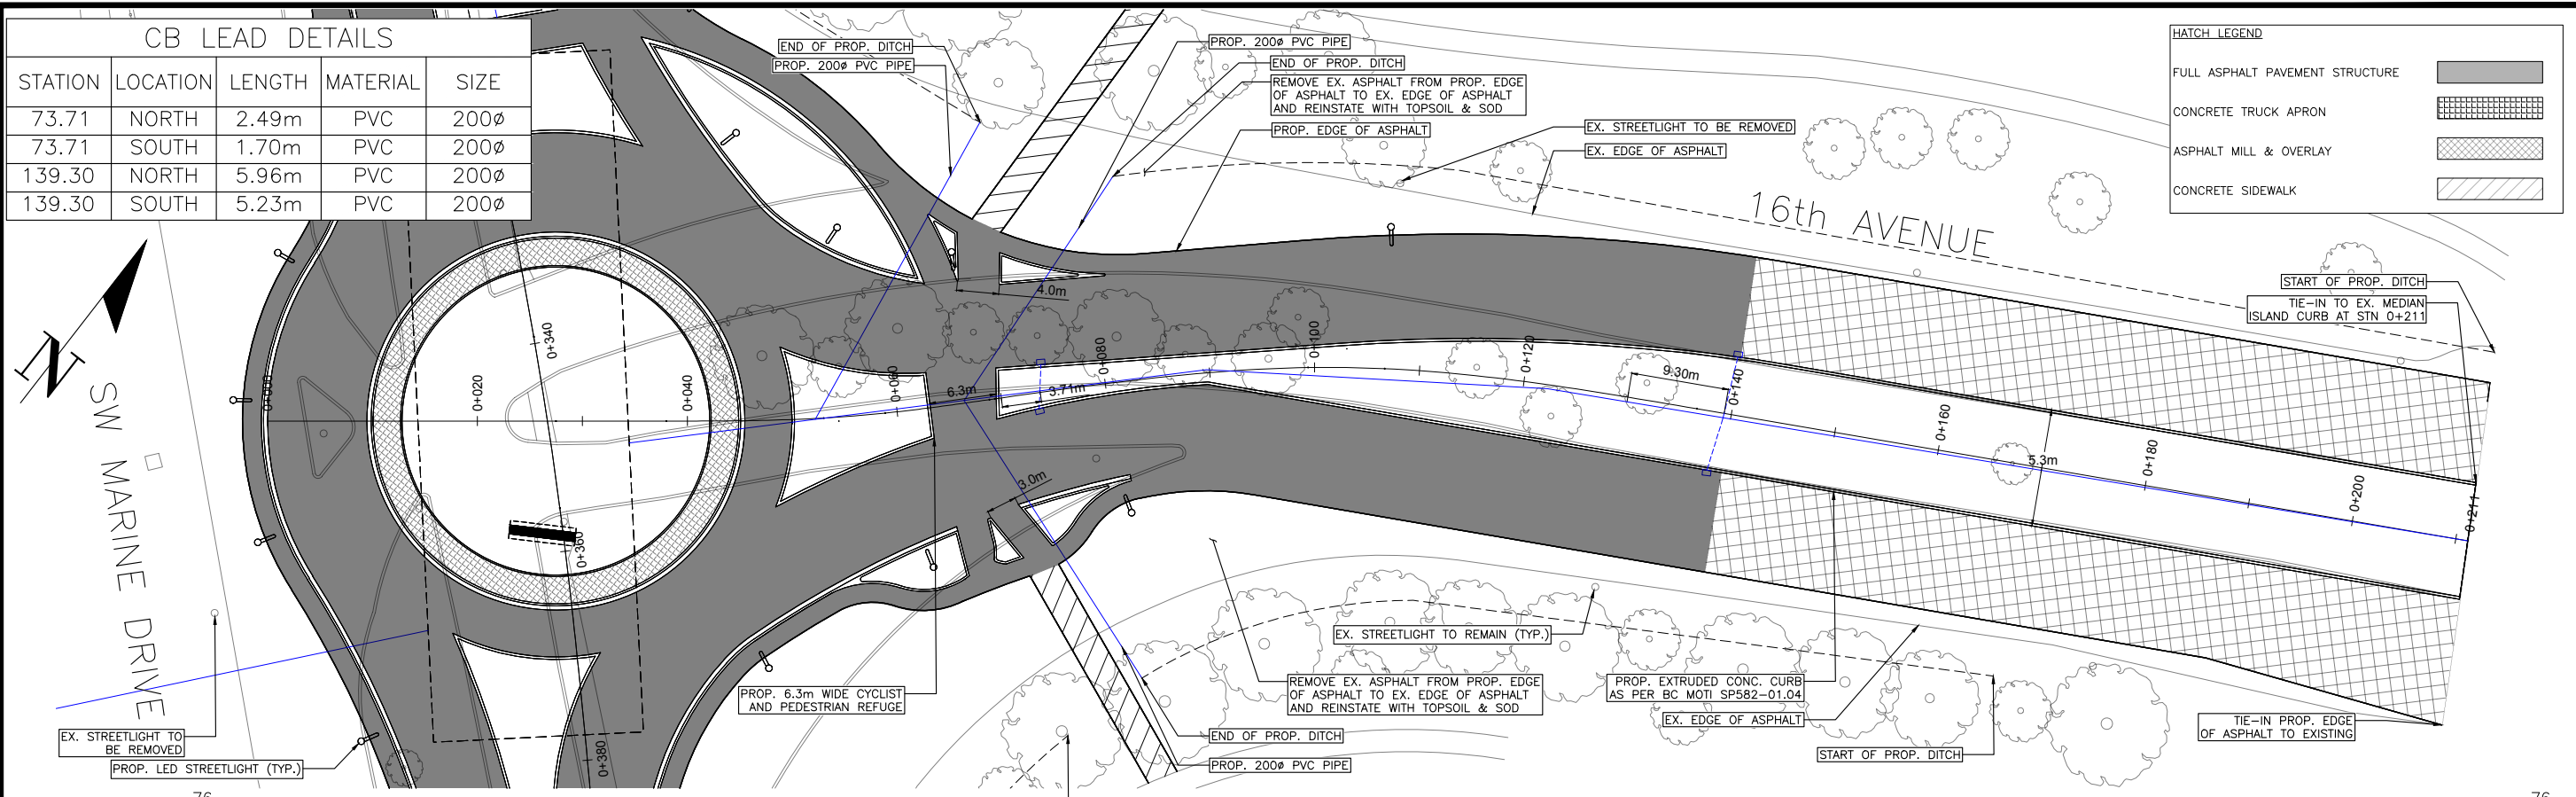 CB LEAD DETAILS
STATION LOCATION LENGTH MATERIAL SIZE
73.71 NORTH 2.49m PVC 200ø
73.71 SOUTH 1.70m PVC 200ø
139.30 NORTH 5.96m PVC 200ø
139.30 SOUTH 5.23m PVC 200ø
END OF PROP. DITCH
PROP. 200ø PVC PIPE
PROP. 200ø PVC PIPE
END OF PROP. DITCH
REMOVE EX. ASPHALT FROM PROP. EDGE
OF ASPHALT TO EX. EDGE OF ASPHALT
AND REINSTATE WITH TOPSOIL & SOD
PROP. EDGE OF ASPHALT
EX. STREETLIGHT TO BE REMOVED
EX. EDGE OF ASPHALT
HATCH LEGEND
FULL ASPHALT PAVEMENT STRUCTURE
CONCRETE TRUCK APRON
ASPHALT MILL & OVERLAY
CONCRETE SIDEWALK
16th AVENUE
START OF PROP. DITCH
TIE-IN TO EX. MEDIAN
ISLAND CURB AT STN 0+211
N
SW MARINE DRIVE
0+000
0+020
0+040
0+060
0+080
0+100
0+120
0+140
0+160
0+180
0+200
0+211
0+340
0+360
0+380
4.0m
6.3m
3.71m
9.30m
5.3m
3.0m
EX. STREETLIGHT TO REMAIN (TYP.)
REMOVE EX. ASPHALT FROM PROP. EDGE
OF ASPHALT TO EX. EDGE OF ASPHALT
AND REINSTATE WITH TOPSOIL & SOD
PROP. EXTRUDED CONC. CURB
AS PER BC MOTI SP582-01.04
EX. EDGE OF ASPHALT
START OF PROP. DITCH
TIE-IN PROP. EDGE
OF ASPHALT TO EXISTING
PROP. 6.3m WIDE CYCLIST
AND PEDESTRIAN REFUGE
END OF PROP. DITCH
PROP. 200ø PVC PIPE
EX. STREETLIGHT TO
BE REMOVED
PROP. LED STREETLIGHT (TYP.)
76
76